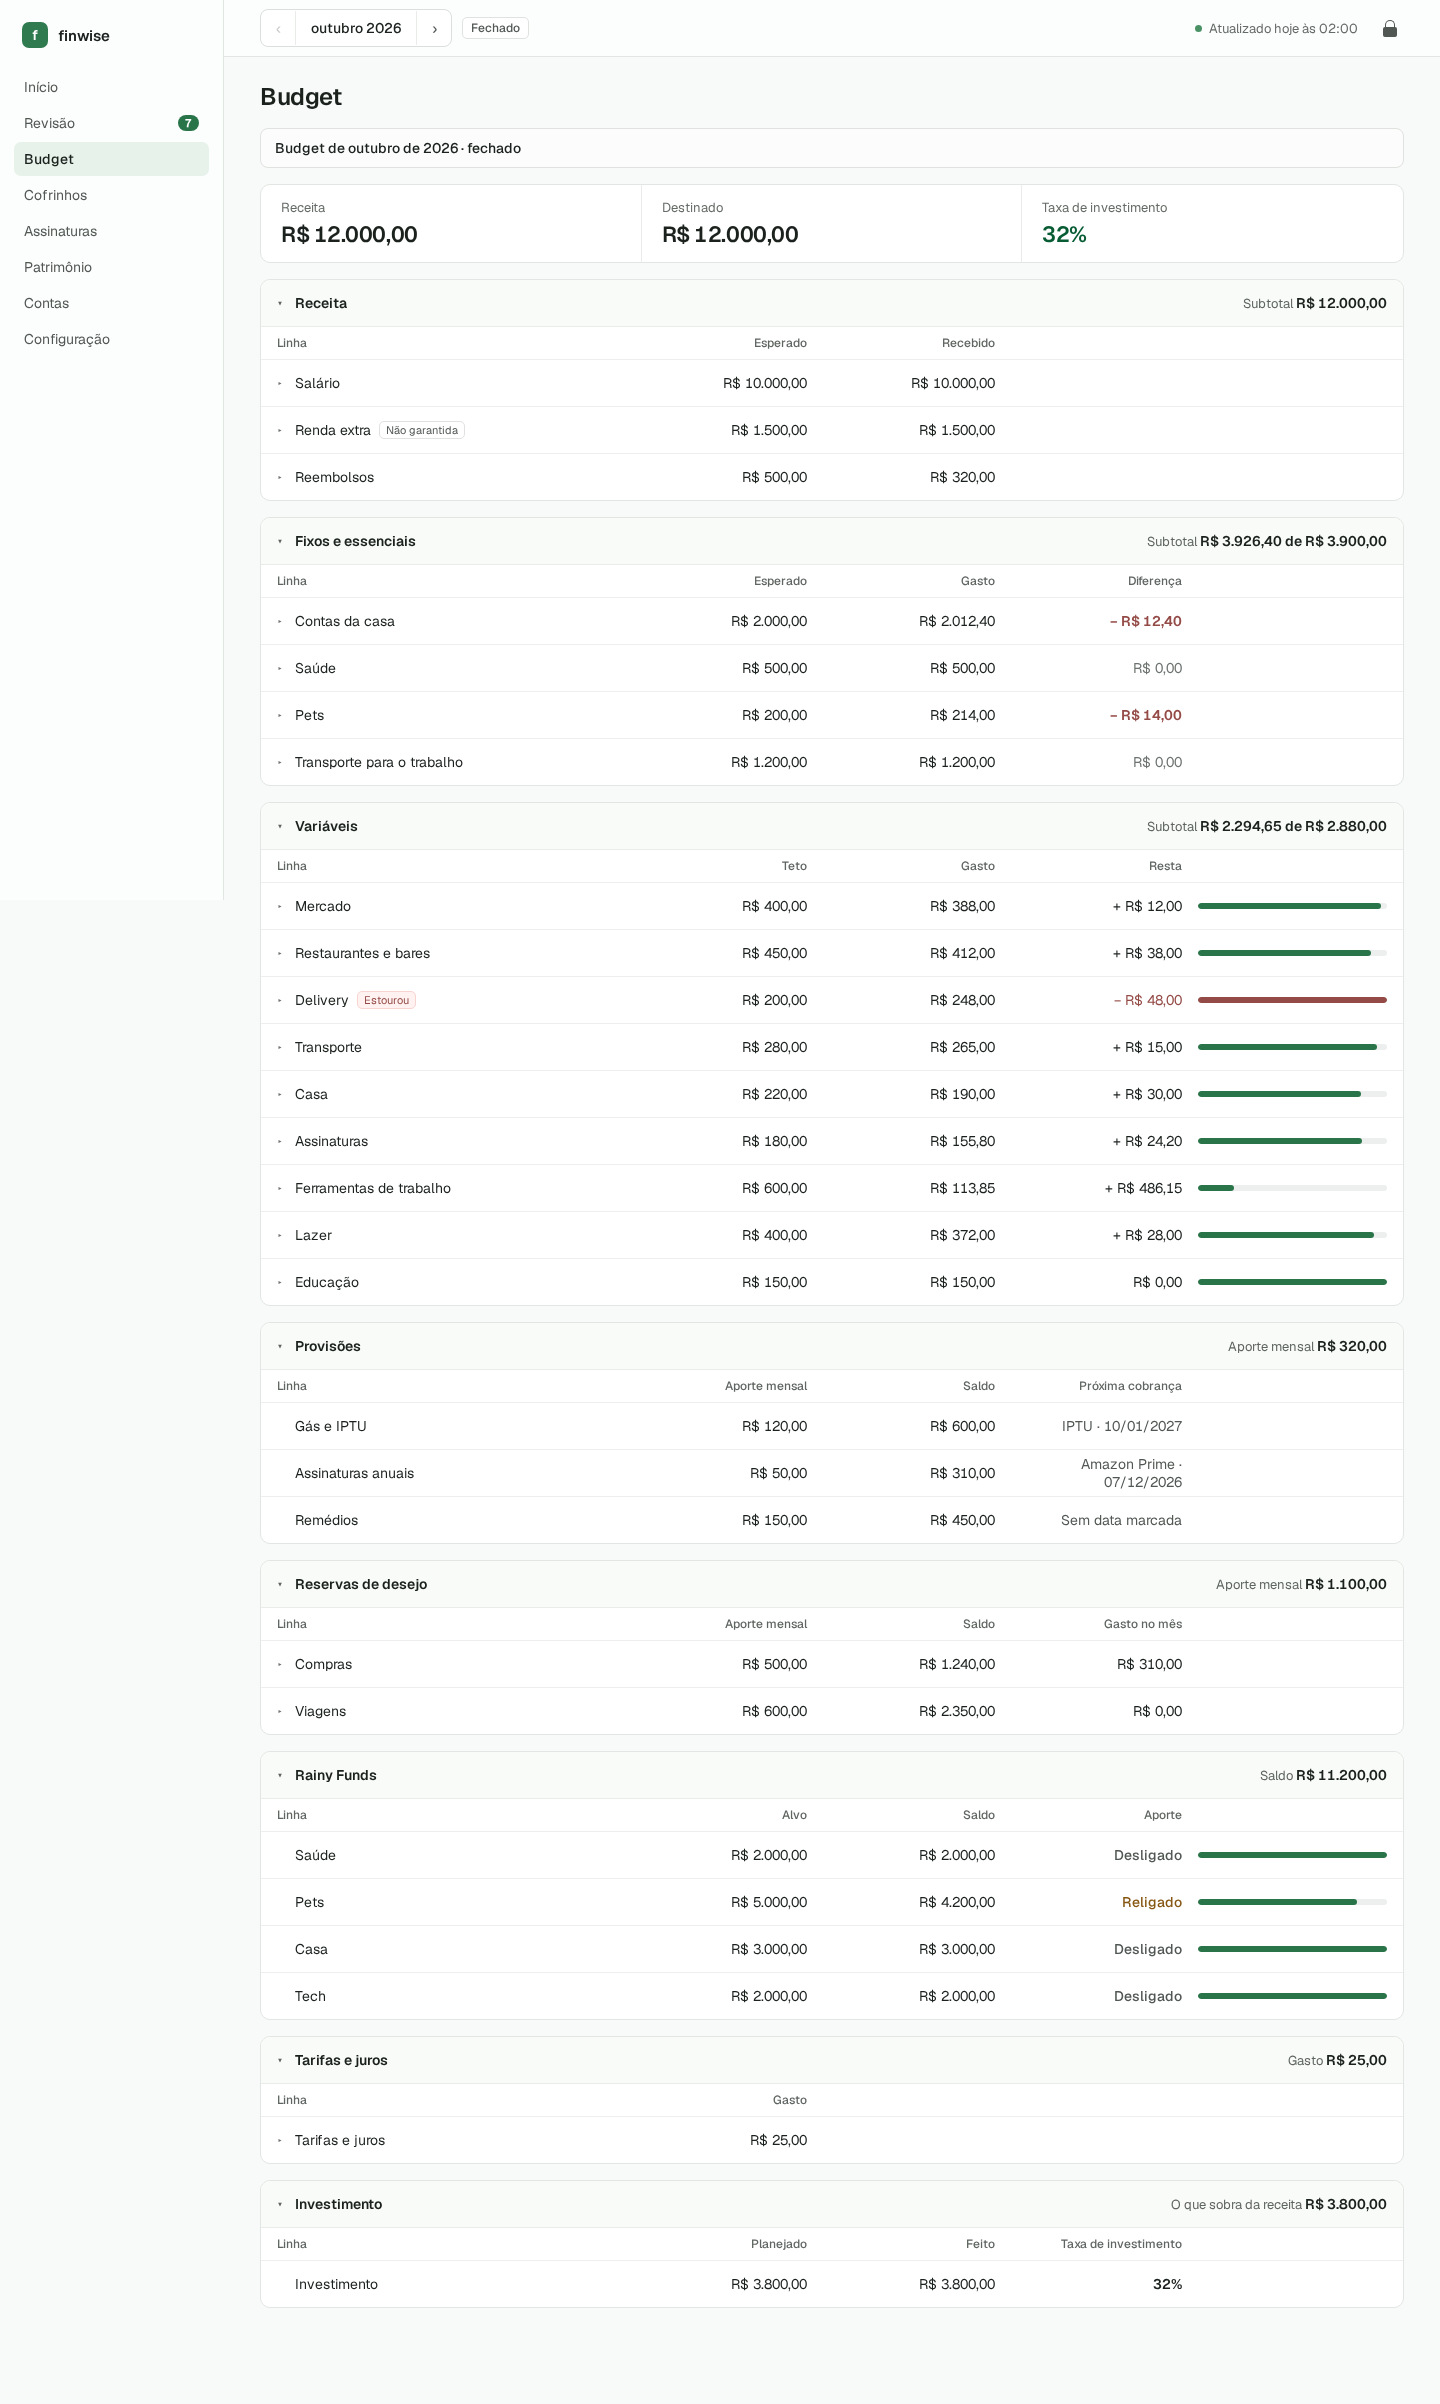 f finwise
Início
Revisão 7
Budget
Cofrinhos
Assinaturas
Patrimônio
Contas
Configuração
‹ outubro 2026 › Fechado
Atualizado hoje às 02:00
Budget
Budget de outubro de 2026 · fechado
Receita
R$ 12.000,00
Destinado
R$ 12.000,00
Taxa de investimento
32%
Receita Subtotal R$ 12.000,00
Linha Esperado Recebido
Salário R$ 10.000,00 R$ 10.000,00
Renda extra Não garantida R$ 1.500,00 R$ 1.500,00
Reembolsos R$ 500,00 R$ 320,00
Fixos e essenciais Subtotal R$ 3.926,40 de R$ 3.900,00
Linha Esperado Gasto Diferença
Contas da casa R$ 2.000,00 R$ 2.012,40 – R$ 12,40
Saúde R$ 500,00 R$ 500,00 R$ 0,00
Pets R$ 200,00 R$ 214,00 – R$ 14,00
Transporte para o trabalho R$ 1.200,00 R$ 1.200,00 R$ 0,00
Variáveis Subtotal R$ 2.294,65 de R$ 2.880,00
Linha Teto Gasto Resta
Mercado R$ 400,00 R$ 388,00 + R$ 12,00
Restaurantes e bares R$ 450,00 R$ 412,00 + R$ 38,00
Delivery Estourou R$ 200,00 R$ 248,00 – R$ 48,00
Transporte R$ 280,00 R$ 265,00 + R$ 15,00
Casa R$ 220,00 R$ 190,00 + R$ 30,00
Assinaturas R$ 180,00 R$ 155,80 + R$ 24,20
Ferramentas de trabalho R$ 600,00 R$ 113,85 + R$ 486,15
Lazer R$ 400,00 R$ 372,00 + R$ 28,00
Educação R$ 150,00 R$ 150,00 R$ 0,00
Provisões Aporte mensal R$ 320,00
Linha Aporte mensal Saldo Próxima cobrança
Gás e IPTU R$ 120,00 R$ 600,00 IPTU · 10/01/2027
Assinaturas anuais R$ 50,00 R$ 310,00 Amazon Prime ·
07/12/2026
Remédios R$ 150,00 R$ 450,00 Sem data marcada
Reservas de desejo Aporte mensal R$ 1.100,00
Linha Aporte mensal Saldo Gasto no mês
Compras R$ 500,00 R$ 1.240,00 R$ 310,00
Viagens R$ 600,00 R$ 2.350,00 R$ 0,00
Rainy Funds Saldo R$ 11.200,00
Linha Alvo Saldo Aporte
Saúde R$ 2.000,00 R$ 2.000,00 Desligado
Pets R$ 5.000,00 R$ 4.200,00 Religado
Casa R$ 3.000,00 R$ 3.000,00 Desligado
Tech R$ 2.000,00 R$ 2.000,00 Desligado
Tarifas e juros Gasto R$ 25,00
Linha Gasto
Tarifas e juros R$ 25,00
Investimento O que sobra da receita R$ 3.800,00
Linha Planejado Feito Taxa de investimento
Investimento R$ 3.800,00 R$ 3.800,00 32%